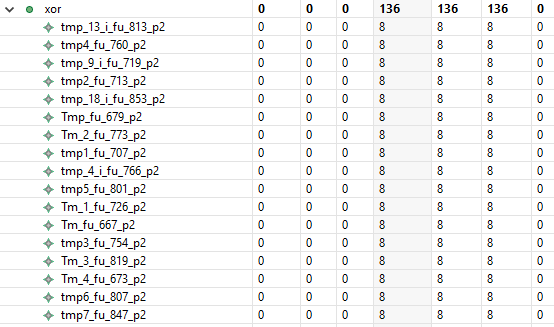 xor 0 0 0 136 136 136 0
tmp_13_i_fu_813_p2 0 0 0 8 8 8 0
tmp4_fu_760_p2 0 0 0 8 8 8 0
tmp_9_i_fu_719_p2 0 0 0 8 8 8 0
tmp2_fu_713_p2 0 0 0 8 8 8 0
tmp_18_i_fu_853_p2 0 0 0 8 8 8 0
Tmp_fu_679_p2 0 0 0 8 8 8 0
Tm_2_fu_773_p2 0 0 0 8 8 8 0
tmp1_fu_707_p2 0 0 0 8 8 8 0
tmp_4_i_fu_766_p2 0 0 0 8 8 8 0
tmp5_fu_801_p2 0 0 0 8 8 8 0
Tm_1_fu_726_p2 0 0 0 8 8 8 0
Tm_fu_667_p2 0 0 0 8 8 8 0
tmp3_fu_754_p2 0 0 0 8 8 8 0
Tm_3_fu_819_p2 0 0 0 8 8 8 0
Tm_4_fu_673_p2 0 0 0 8 8 8 0
tmp6_fu_807_p2 0 0 0 8 8 8 0
tmp7_fu_847_p2 0 0 0 8 8 8 0